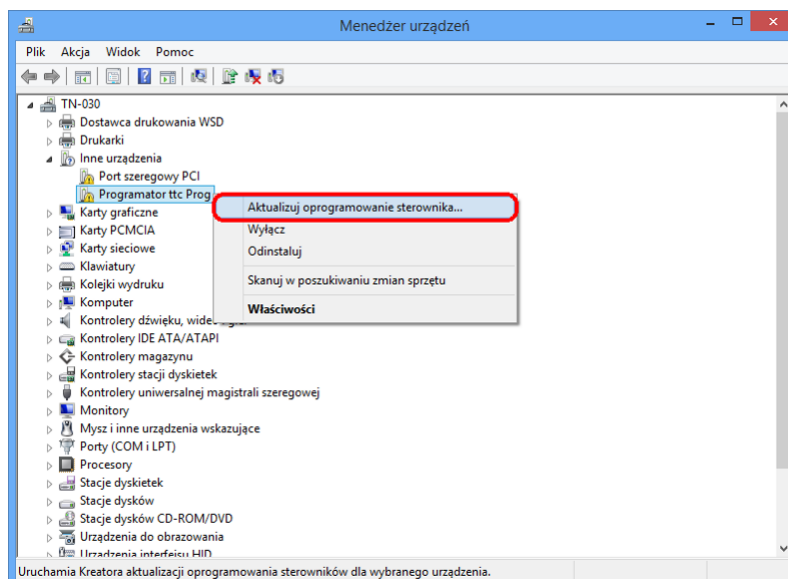 Menedżer urządzeń
Plik Akcja Widok Pomoc
TN-030
Dostawca drukowania WSD
Drukarki
Inne urządzenia
Port szeregowy PCI
Programator ttc Prog
Aktualizuj oprogramowanie sterownika...
Karty graficzne
Wyłącz
Karty PCMCIA
Odinstaluj
Karty sieciowe
Klawiatury
Skanuj w poszukiwaniu zmian sprzętu
Kolejki wydruku
Komputer
Właściwości
Kontrolery dźwięku,
Kontrolery IDE ATA/ATAPI
Kontrolery magazynu
Kontrolery stacji dyskietek
Kontrolery uniwersalnej magistrali szeregowej
Monitory
Mysz i inne urządzenia wskazujące
Porty (COM i LPT)
Procesory
Stacje dyskietek
Stacje dysków
Stacje dysków CD-ROM/DVD
Urządzenia do obrazowania
Urządzenia interfejsu HID
Uruchamia Kreatora aktualizacji oprogramowania sterowników dla wybranego urządzenia.